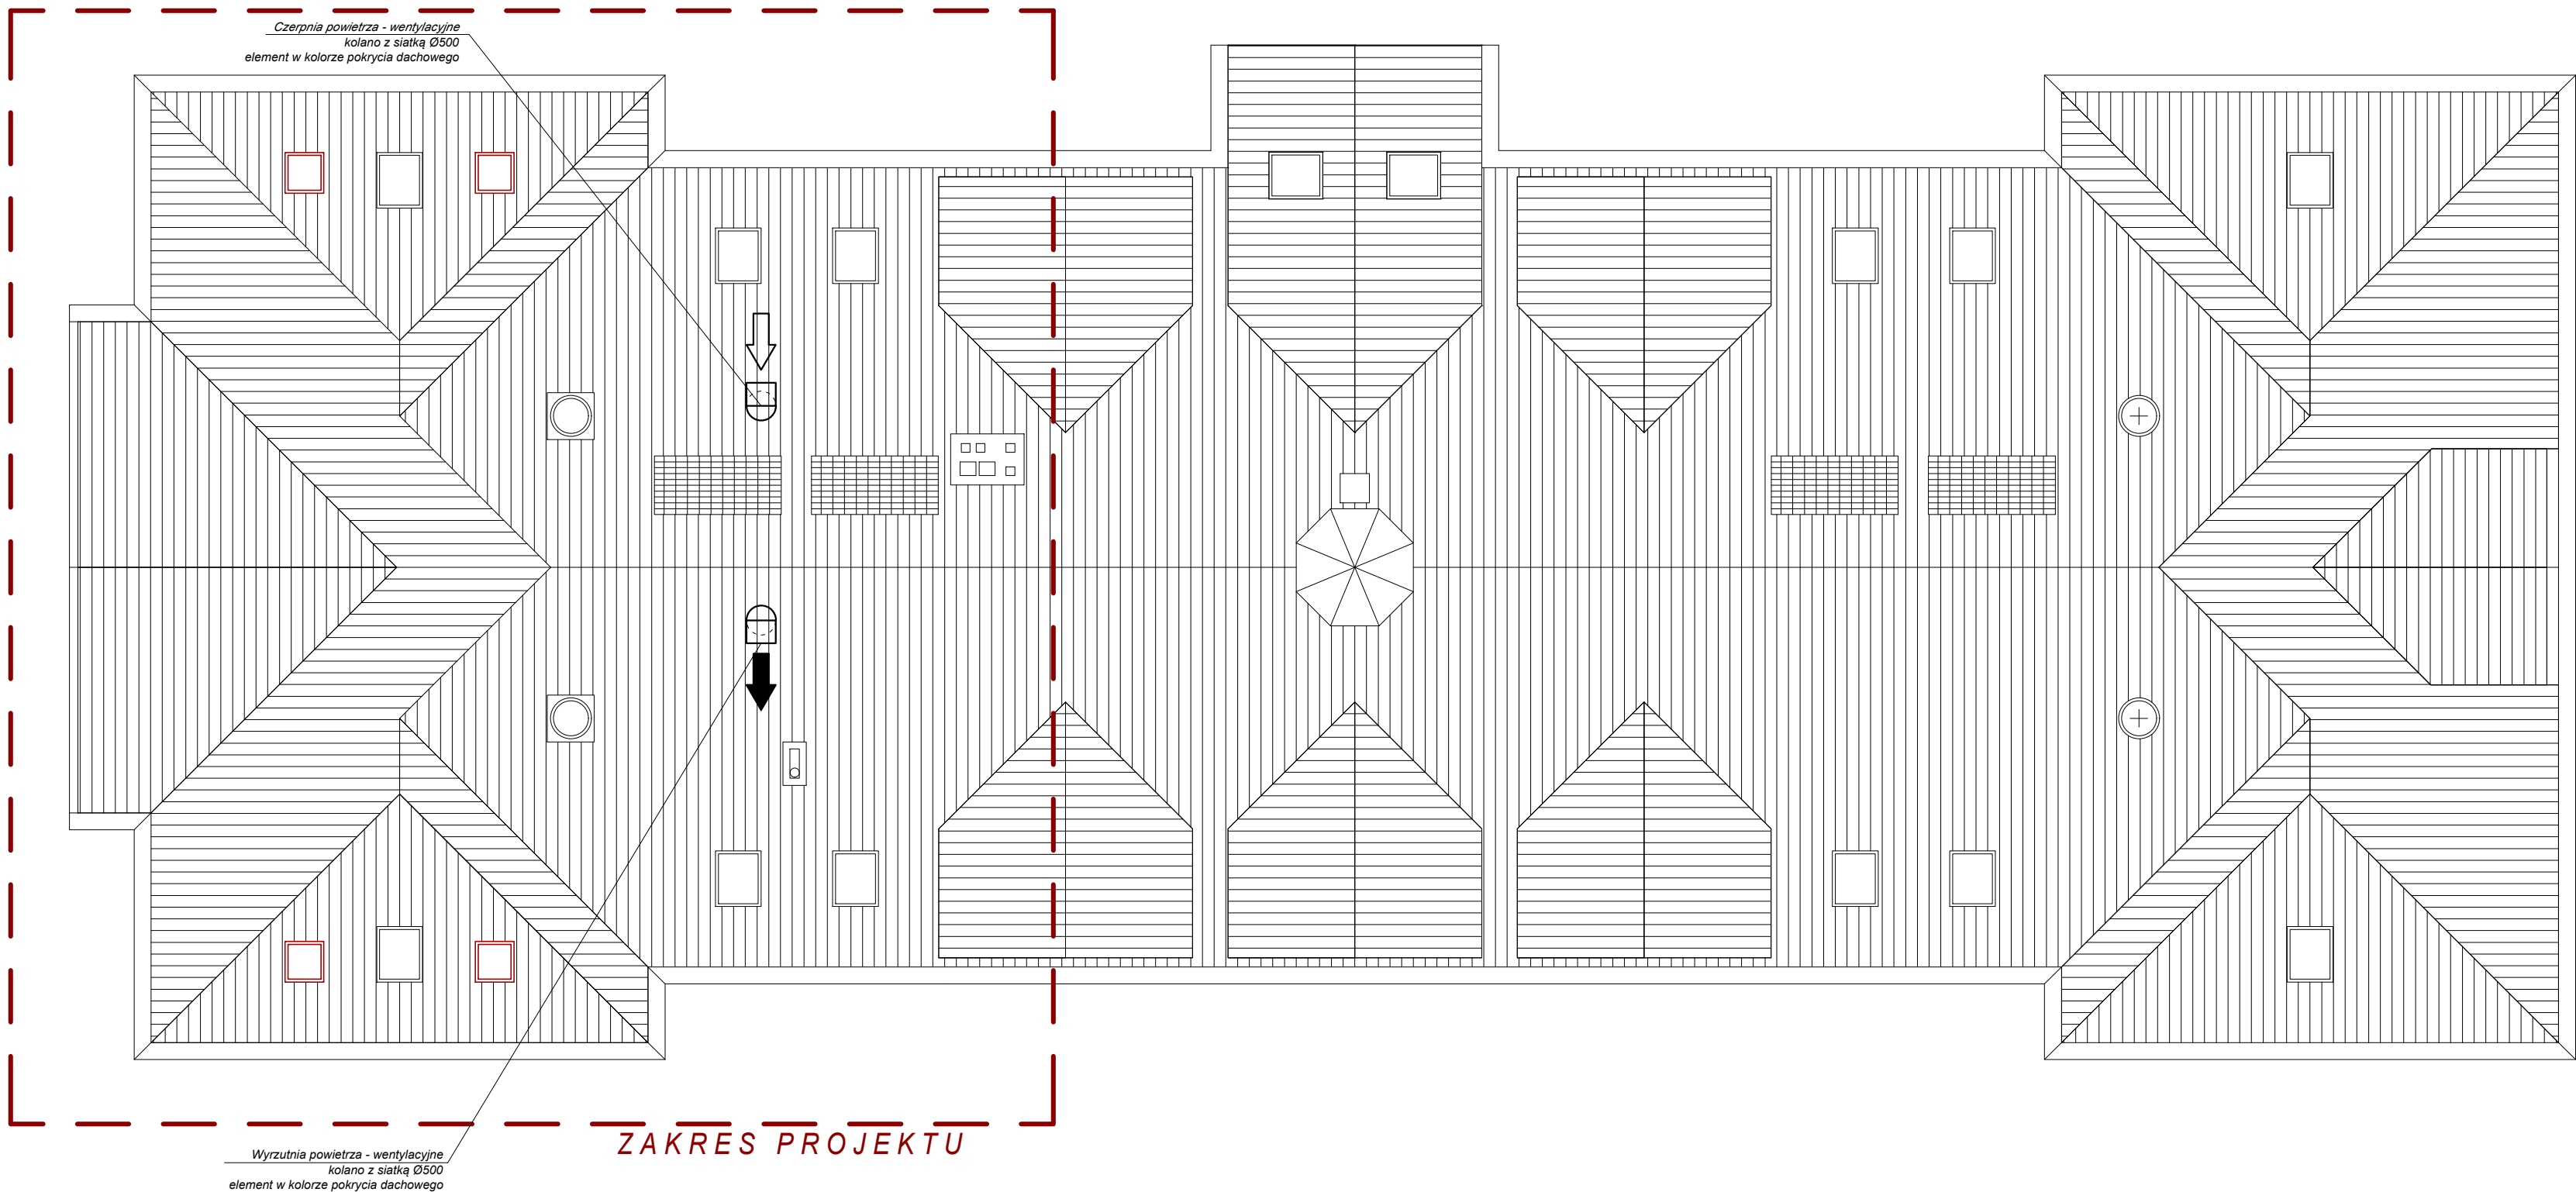 Czerpnia powietrza - wentylacyjne
kolano z siatką Ø500
element w kolorze pokrycia dachowego
ZAKRES PROJEKTU
Wyrzutnia powietrza - wentylacyjne
kolano z siatką Ø500
element w kolorze pokrycia dachowego